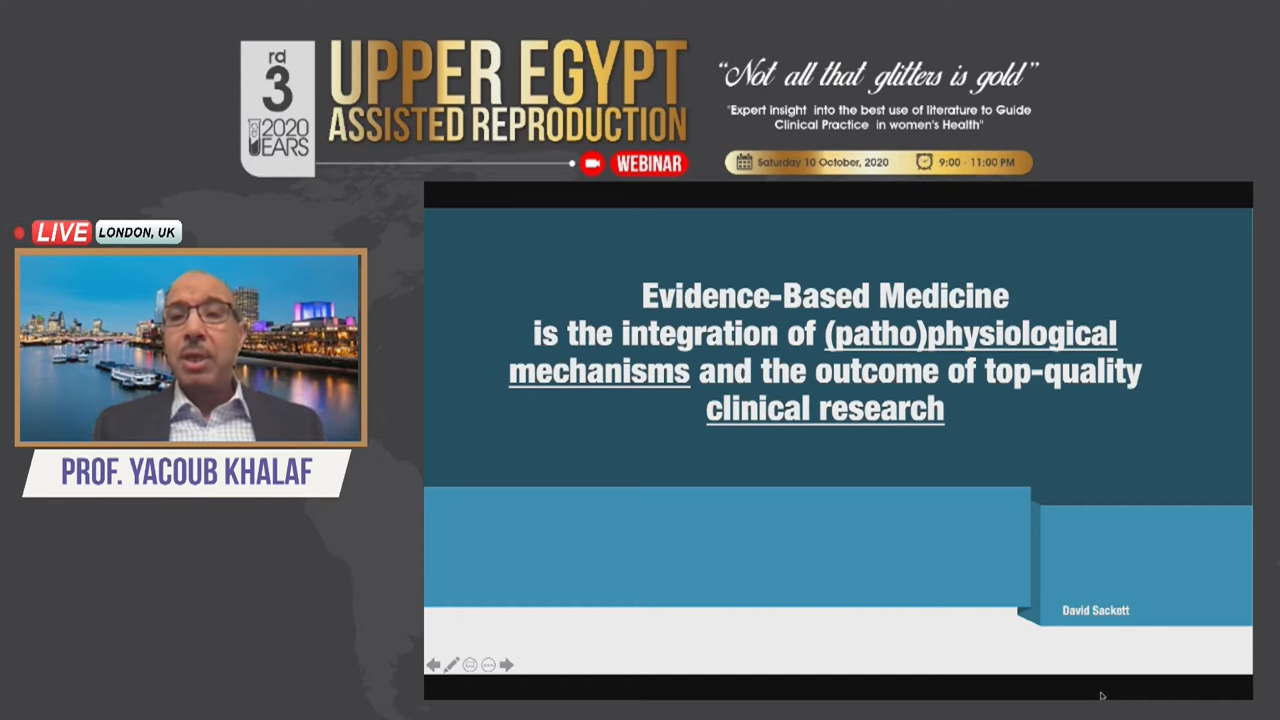 rd
3
2020
YEARS
UPPER EGYPT
ASSISTED REPRODUCTION
WEBINAR
“Not all that glitters is gold”
"Expert insight into the best use of literature to Guide
Clinical Practice in women's Health"
Saturday 10 October, 2020
9:00 - 11:00 PM
LIVE
LONDON, UK
PROF. YACOUB KHALAF
Evidence-Based Medicine
is the integration of (patho)physiological
mechanisms and the outcome of top-quality
clinical research
David Sackett